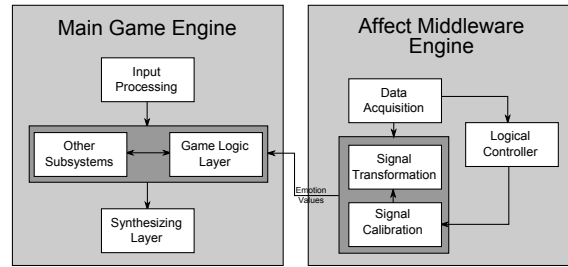 Main Game Engine
Input
Processing
Other
Subsystems
Game Logic
Layer
Synthesizing
Layer
Emotion
Values
Affect Middleware
Engine
Data
Acquisition
Logical
Controller
Signal
Transformation
Signal
Calibration